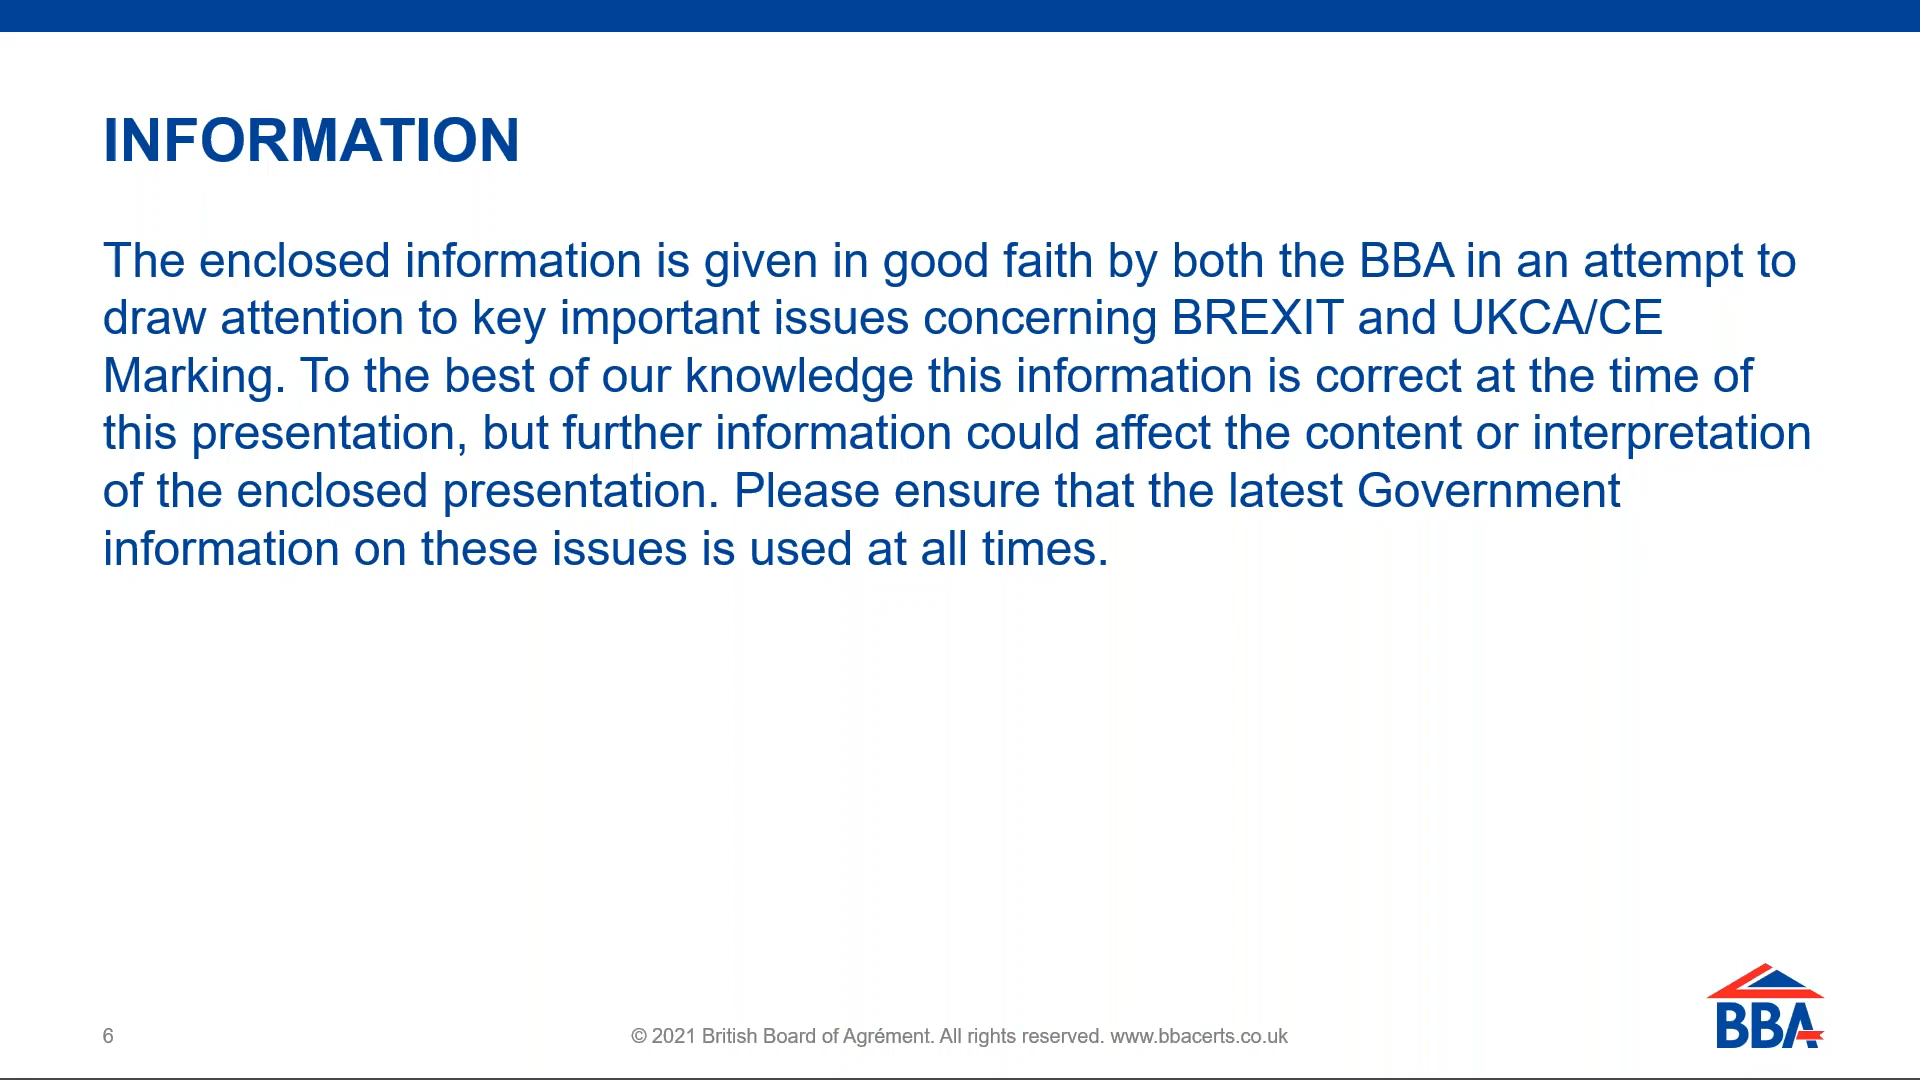 INFORMATION
The enclosed information is given in good faith by both the BBA in an attempt to
draw attention to key important issues concerning BREXIT and UKCA/CE
Marking. To the best of our knowledge this information is correct at the time of
this presentation, but further information could affect the content or interpretation
of the enclosed presentation. Please ensure that the latest Government
information on these issues is used at all times.
6
© 2021 British Board of Agrément. All rights reserved. www.bbacerts.co.uk
BBA